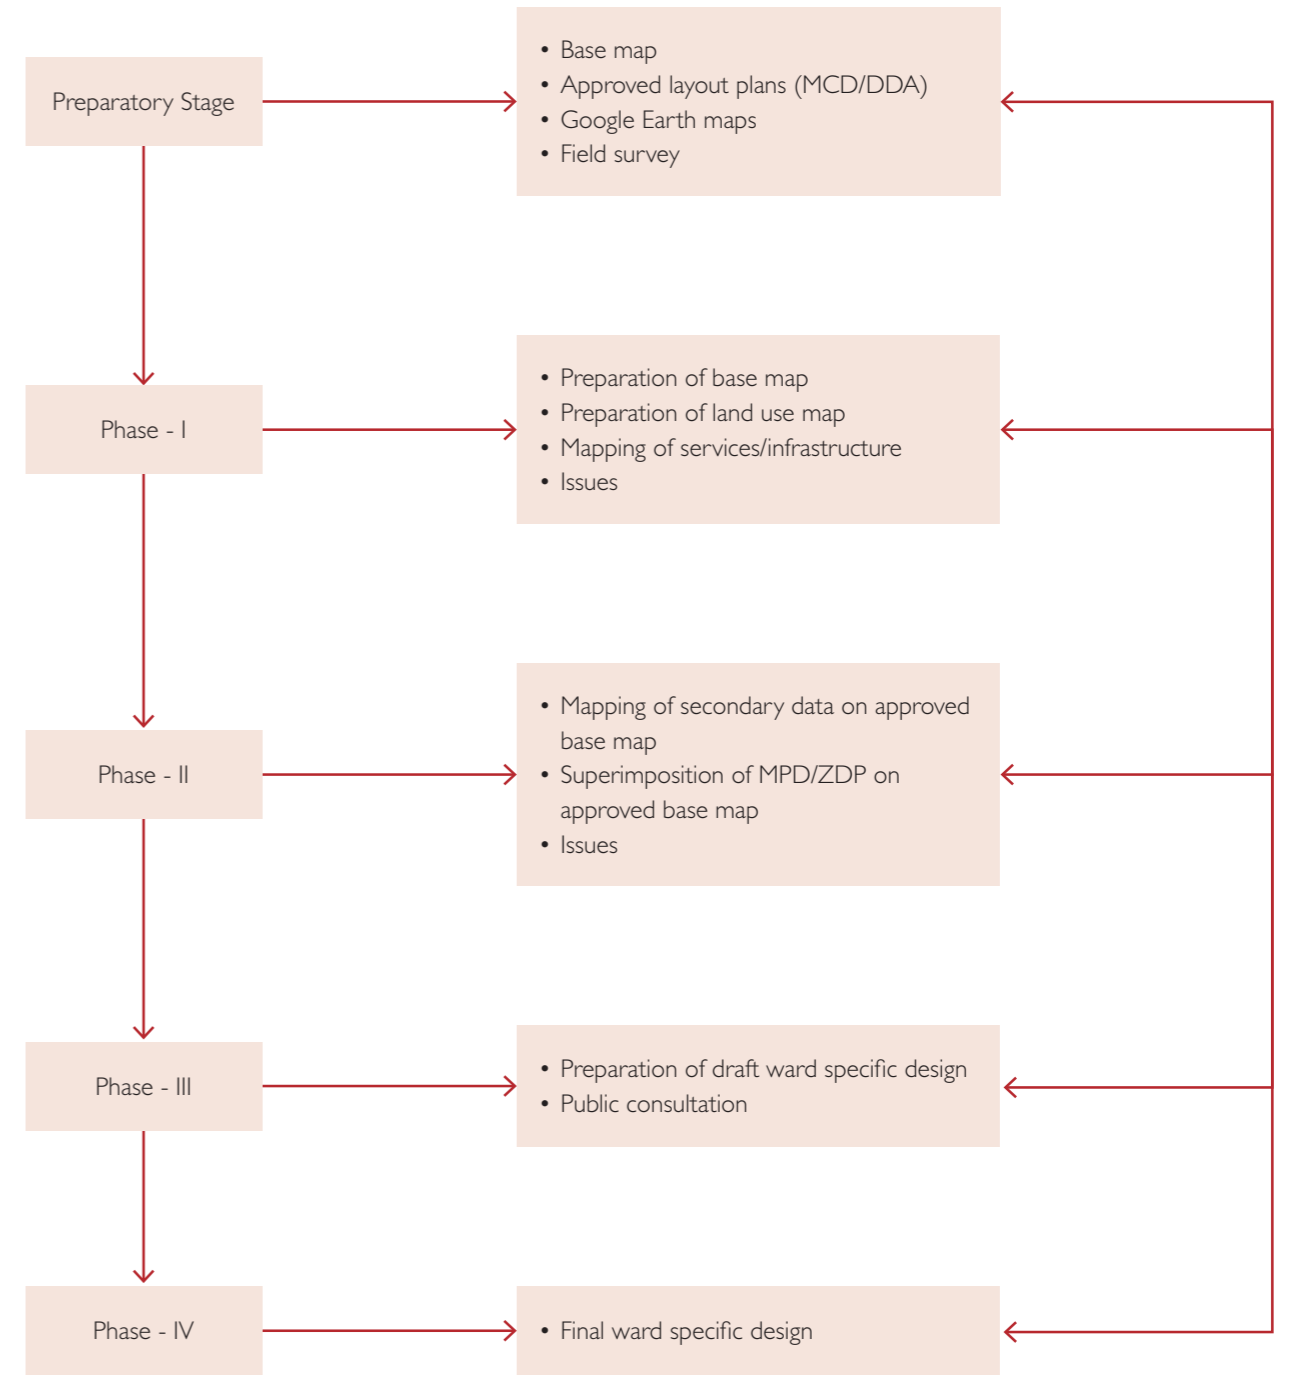 Preparatory Stage
• Base map
• Approved layout plans (MCD/DDA)
• Google Earth maps
• Field survey
Phase - I
• Preparation of base map
• Preparation of land use map
• Mapping of services/infrastructure
• Issues
Phase - II
• Mapping of secondary data on approved
base map
• Superimposition of MPD/ZDP on
approved base map
• Issues
Phase - III
• Preparation of draft ward specific design
• Public consultation
Phase - IV
• Final ward specific design